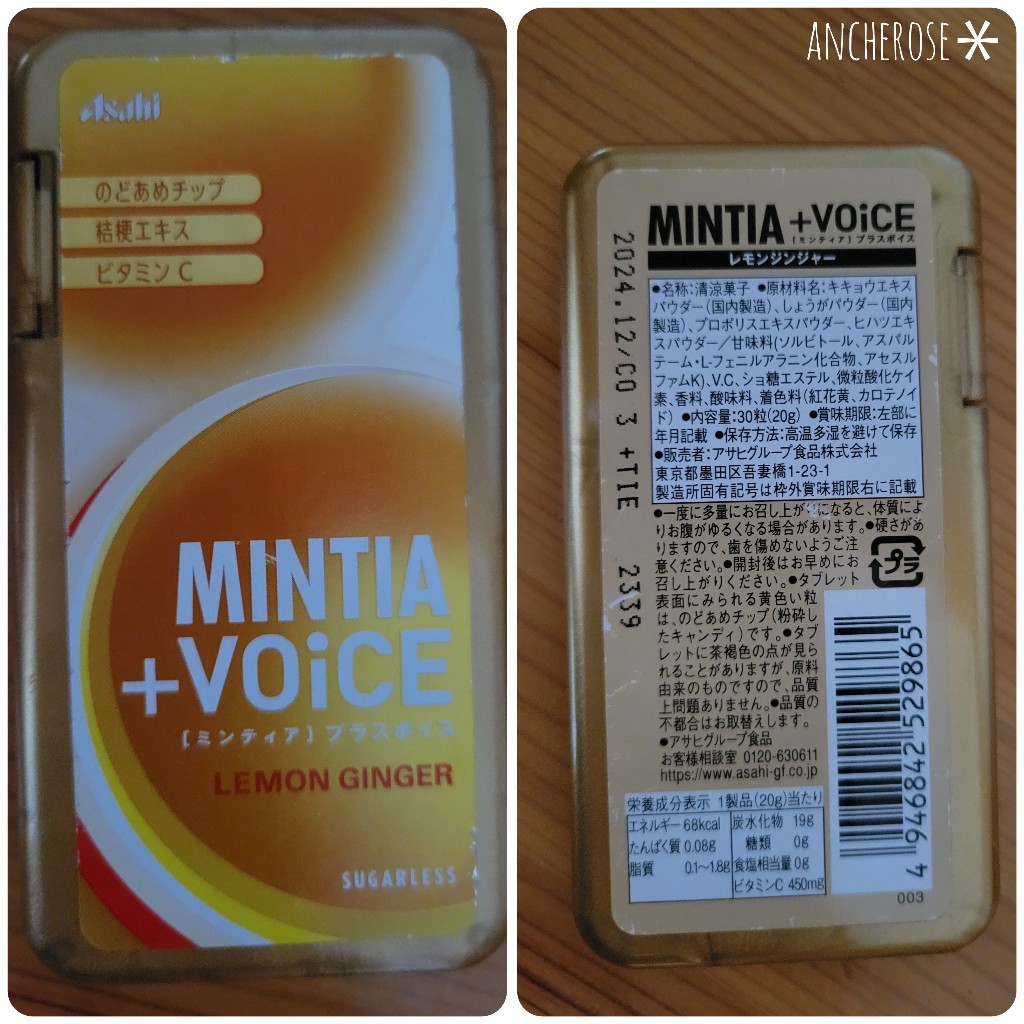 Asahi
のどあめチップ
桔梗エキス
ビタミンC
MINTIA
+VOiCE
[ミンティア] プラスボイス
LEMON GINGER
SUGARLESS
ANCHEROSE
MINTIA +VOiCE
[ミンティア] プラスボイス
レモンジンジャー
2024.12/CO 3 +TIE 2339
●名称:清涼菓子 ●原材料名:キキョウエキス
パウダー(国内製造)、しょうがパウダー(国内
製造)、プロポリスエキスパウダー、ヒハツエキ
スパウダー/甘味料(ソルビトール、アスパル
テーム・L-フェニルアラニン化合物、アセスル
ファムK)、V.C、ショ糖エステル、微粒酸化ケイ
素、香料、酸味料、着色料(紅花黄、カロテノイ
ド) ●内容量:30粒(20g) ●賞味期限:左部に
年月記載 ●保存方法:高温多湿を避けて保存
●販売者:アサヒグループ食品株式会社
東京都墨田区吾妻橋1-23-1
製造所固有記号は枠外賞味期限右に記載
●一度に多量にお召し上がりになると、体質によ
りお腹がゆるくなる場合があります。●硬さがあ
りますので、歯を傷めないようご注
意ください。●開封後はお早めにお
召し上がりください。●タブレット
表面にみられる黄色い粒
は、のどあめチップ(粉砕し
たキャンディ)です。●タブ
レットに茶褐色の点が見ら
れることがありますが、原料
由来のものですので、品質
上問題ありません。●品質の
不都合はお取替えします。
●アサヒグループ食品
お客様相談室 0120-630611
https://www.asahi-gf.co.jp
プラ
栄養成分表示 1製品(20g)当たり
エネルギー 68kcal 炭水化物 19g
たんぱく質 0.08g 糖類 0g
脂質 0.1~1.8g 食塩相当量 0g
ビタミンC 450mg
4946842529865
003